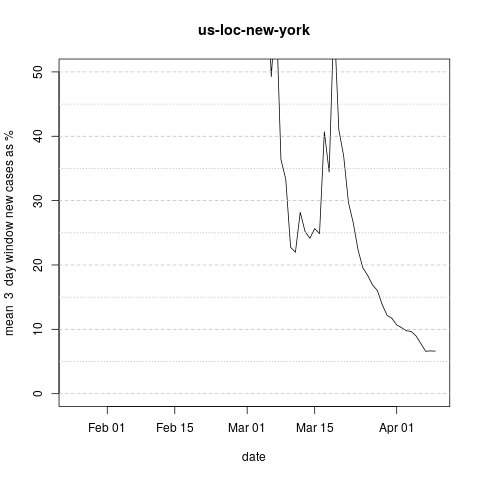 us-loc-new-york
mean 3 day window new cases as %
50
40
30
20
10
0
Feb 01
Feb 15
Mar 01
Mar 15
Apr 01
date